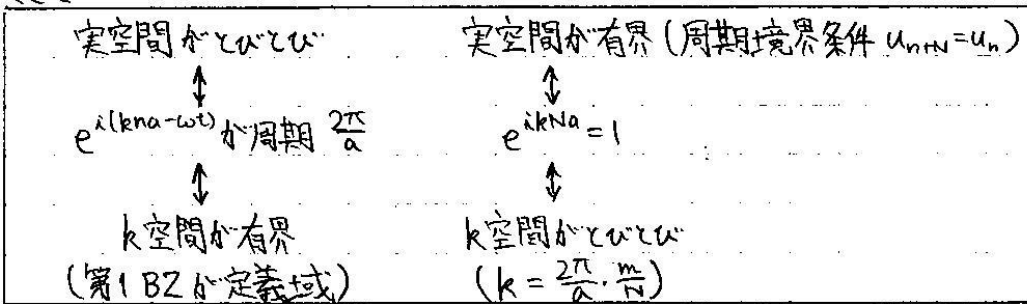 実空間がとびとび
↕
e^{i(kna-ωt)}が周期 2π/a
↕
k空間が有界
(第1 BZが定義域)
実空間が有界(周期境界条件 u_{n+N}=u_n)
↕
e^{ikNa}=1
↕
k空間がとびとび
(k = 2π/a · m/N)